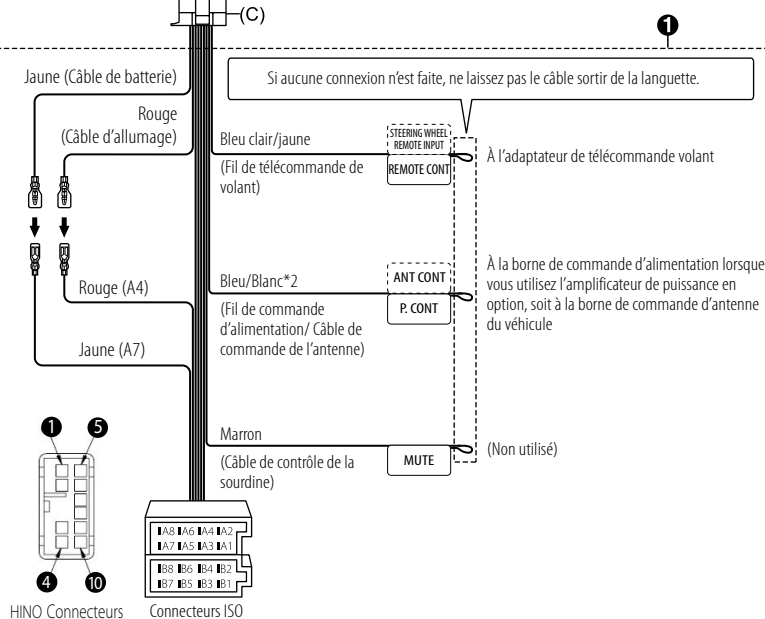 (C)
1
Jaune (Câble de batterie)
Si aucune connexion n'est faite, ne laissez pas le câble sortir de la languette.
Rouge
(Câble d'allumage)
Bleu clair/jaune
(Fil de télécommande de
volant)
STEERING WHEEL
REMOTE INPUT
REMOTE CONT
À l'adaptateur de télécommande volant
Rouge (A4)
Bleu/Blanc*2
(Fil de commande
d'alimentation/ Câble de
commande de l'antenne)
ANT CONT
P. CONT
À la borne de commande d'alimentation lorsque
vous utilisez l'amplificateur de puissance en
option, soit à la borne de commande d'antenne
du véhicule
Jaune (A7)
Marron
(Câble de contrôle de la
sourdine)
MUTE
(Non utilisé)
1 5
4 10
HINO Connecteurs
A8 A6 A4 A2
A7 A5 A3 A1
B8 B6 B4 B2
B7 B5 B3 B1
Connecteurs ISO